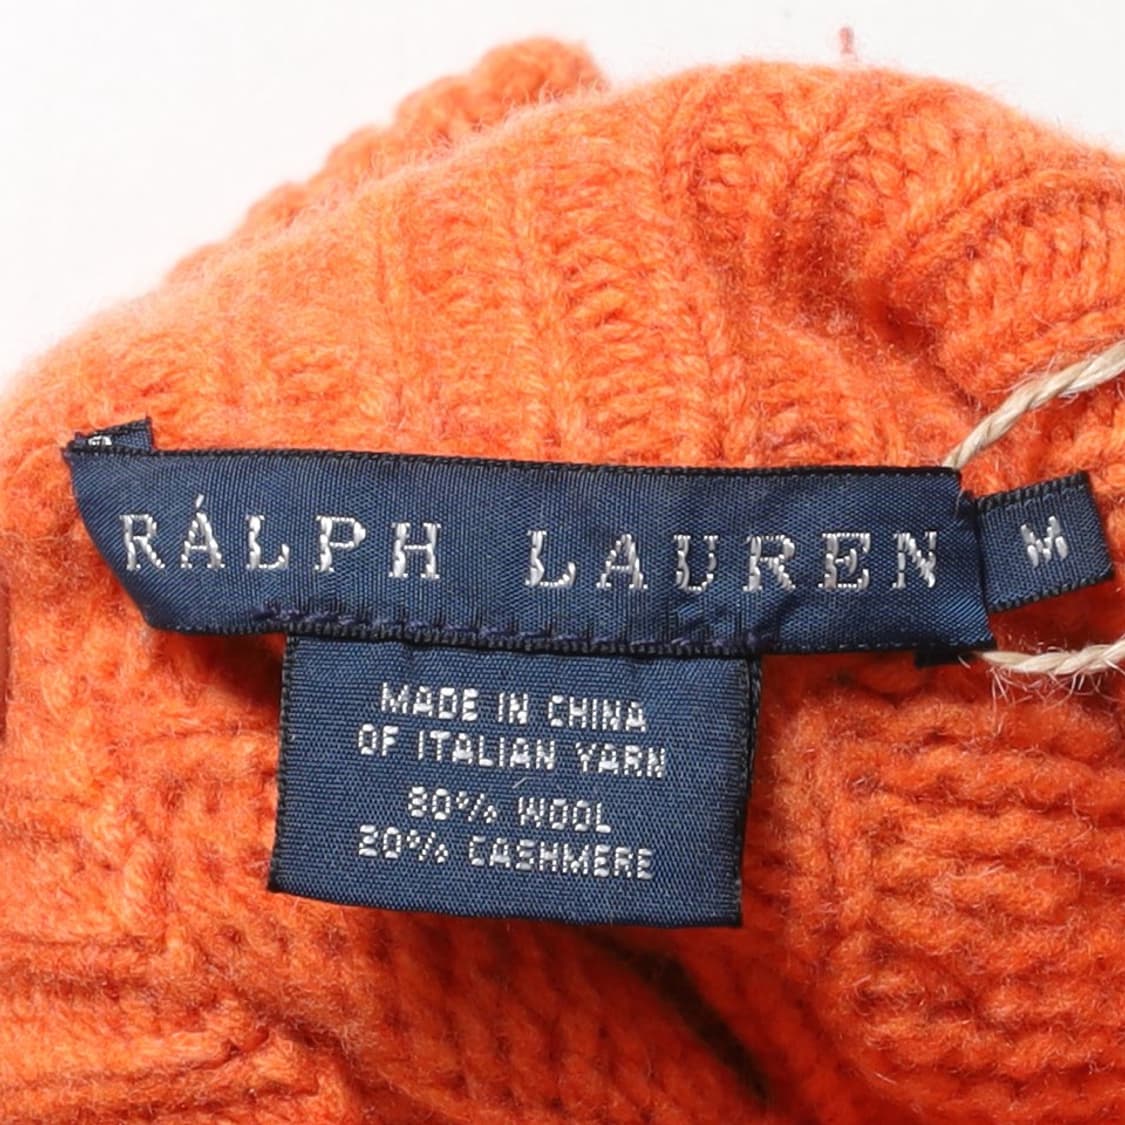 RÁLPH LAUREN
M
MADE IN CHINA
OF ITALIAN YARN
80% WOOL
20% CASHMERE